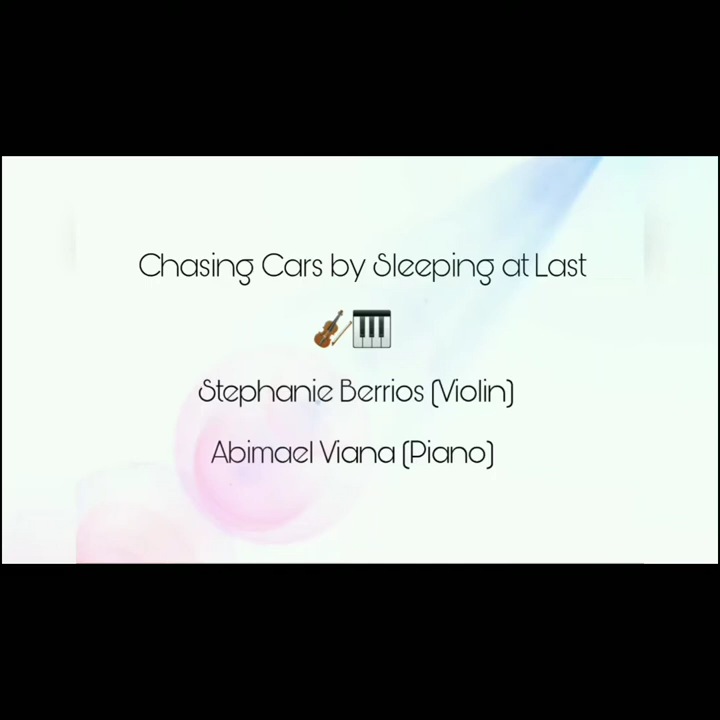 Chasing Cars by Sleeping at Last
🎻🎹
Stephanie Berrios (Violin)
Abimael Viana (Piano)